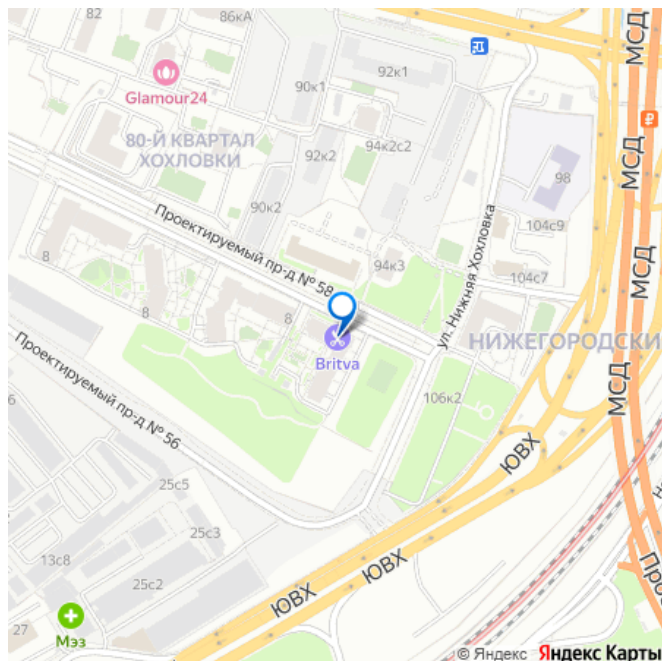 82
86кА
МСД
92к1
90к1
Glamour24
МСД
80-Й КВАРТАЛ
ХОХЛОВКИ
94к2с2
92к2
98
90к2
Проектируемый пр-д № 58
ул. Нижняя Хохловка
104с9
8
94к3
104с7
МСД
8
НИЖЕГОРОДСКИ
Britva
Проектируемый пр-д № 56
МСД
106к2
ЮВХ
25с5
25с3
13с8
25с2
ЮВХ
ЮВХ
27
Мэз
© Яндекс Яндекс Карты